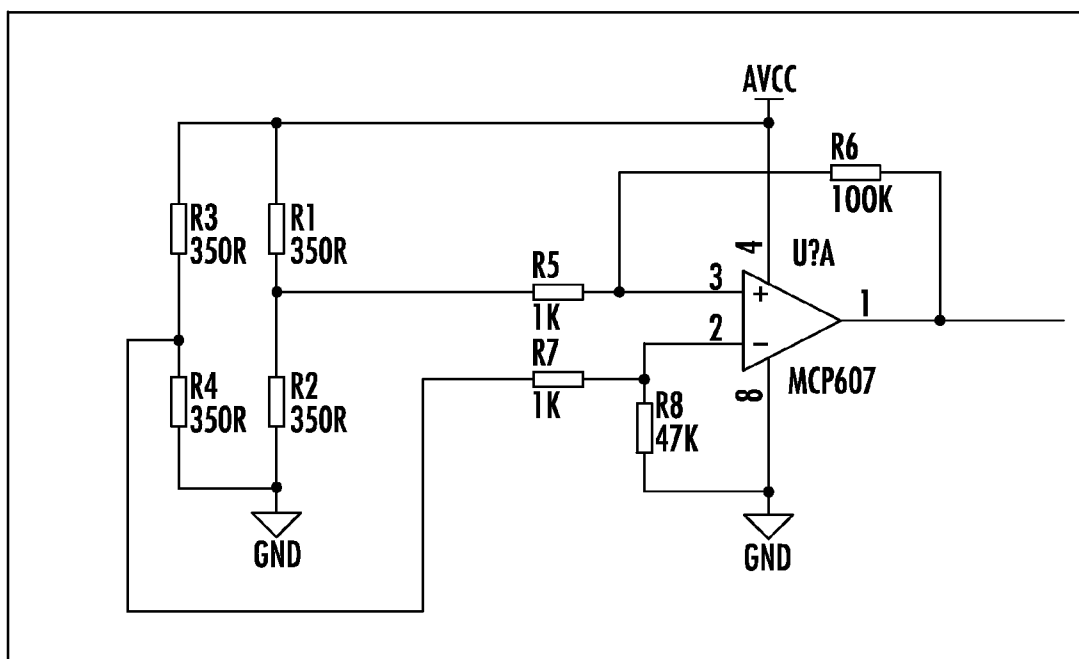 AVCC
R6
100K
R3
350R
R1
350R
4
U?A
R5
1K
3
+
1
2
−
R7
1K
R4
350R
R2
350R
R8
47K
8
MCP607
GND
GND